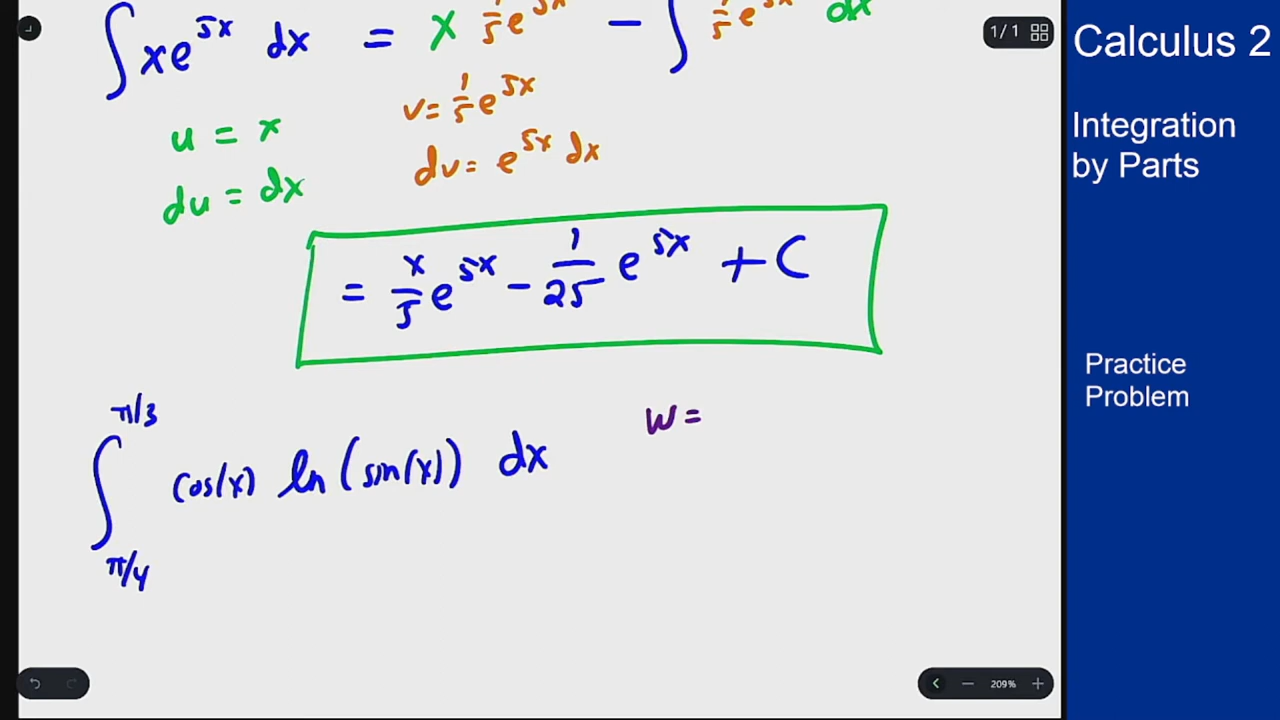 ∫ xe^5x dx = x 1/5 e^5x − ∫ 1/5 e^5x dx
1/1
Calculus 2
Integration
by Parts
u = x
v = 1/5 e^5x
du = dx
dv = e^5x dx
= x/5 e^5x − 1/25 e^5x + C
Practice
Problem
∫_π/4^π/3 cos(x) ln(sin(x)) dx
w =
209%